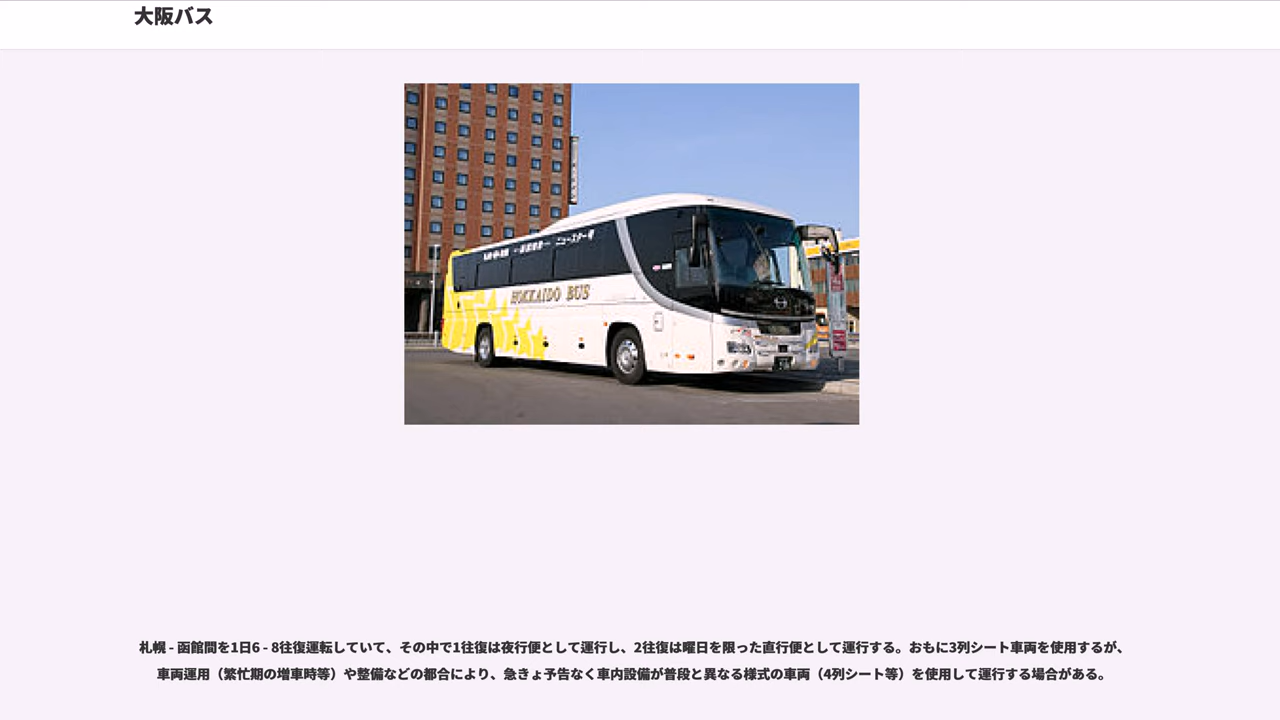 大阪バス
ニュースター号
HOKKAIDO BUS
札幌 - 函館間を1日6 - 8往復運転していて、その中で1往復は夜行便として運行し、2往復は曜日を限った直行便として運行する。おもに3列シート車両を使用するが、
車両運用（繁忙期の増車時等）や整備などの都合により、急きょ予告なく車内設備が普段と異なる様式の車両（4列シート等）を使用して運行する場合がある。